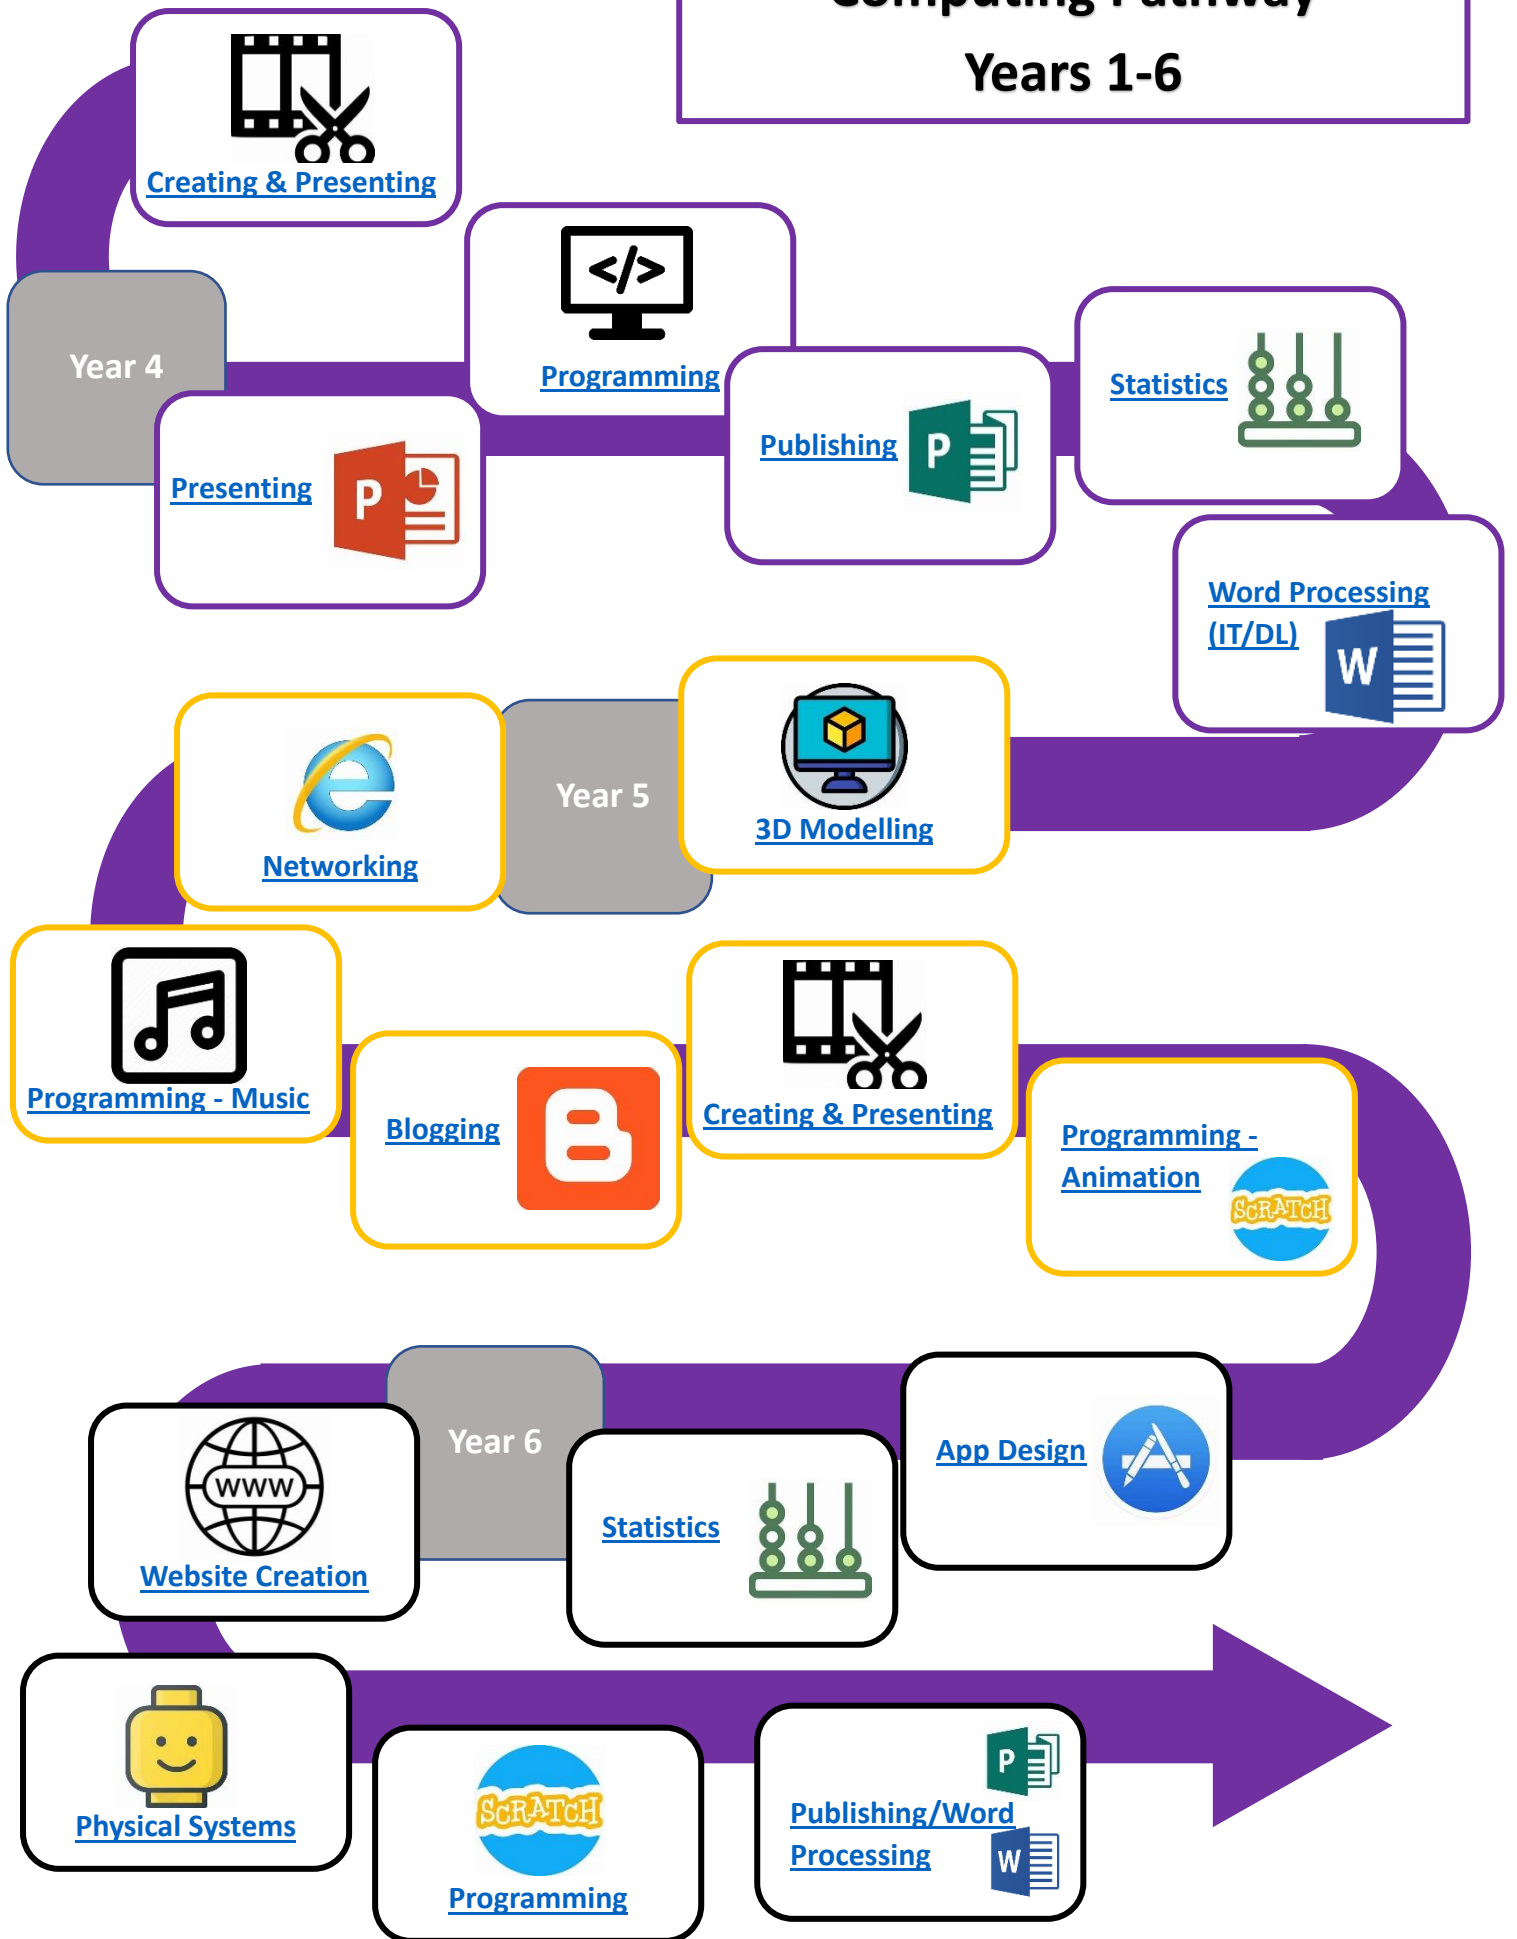 Computing Pathway
Years 1-6
Creating & Presenting
</>
Programming
Year 4
Statistics
Publishing
P
Presenting
P
Word Processing
(IT/DL)
W
Year 5
3D Modelling
e
Networking
Programming - Music
Blogging
B
Creating & Presenting
Programming -
Animation
SCRATCH
Year 6
App Design
WWW
Statistics
Website Creation
Physical Systems
SCRATCH
Programming
P
Publishing/Word
Processing
W